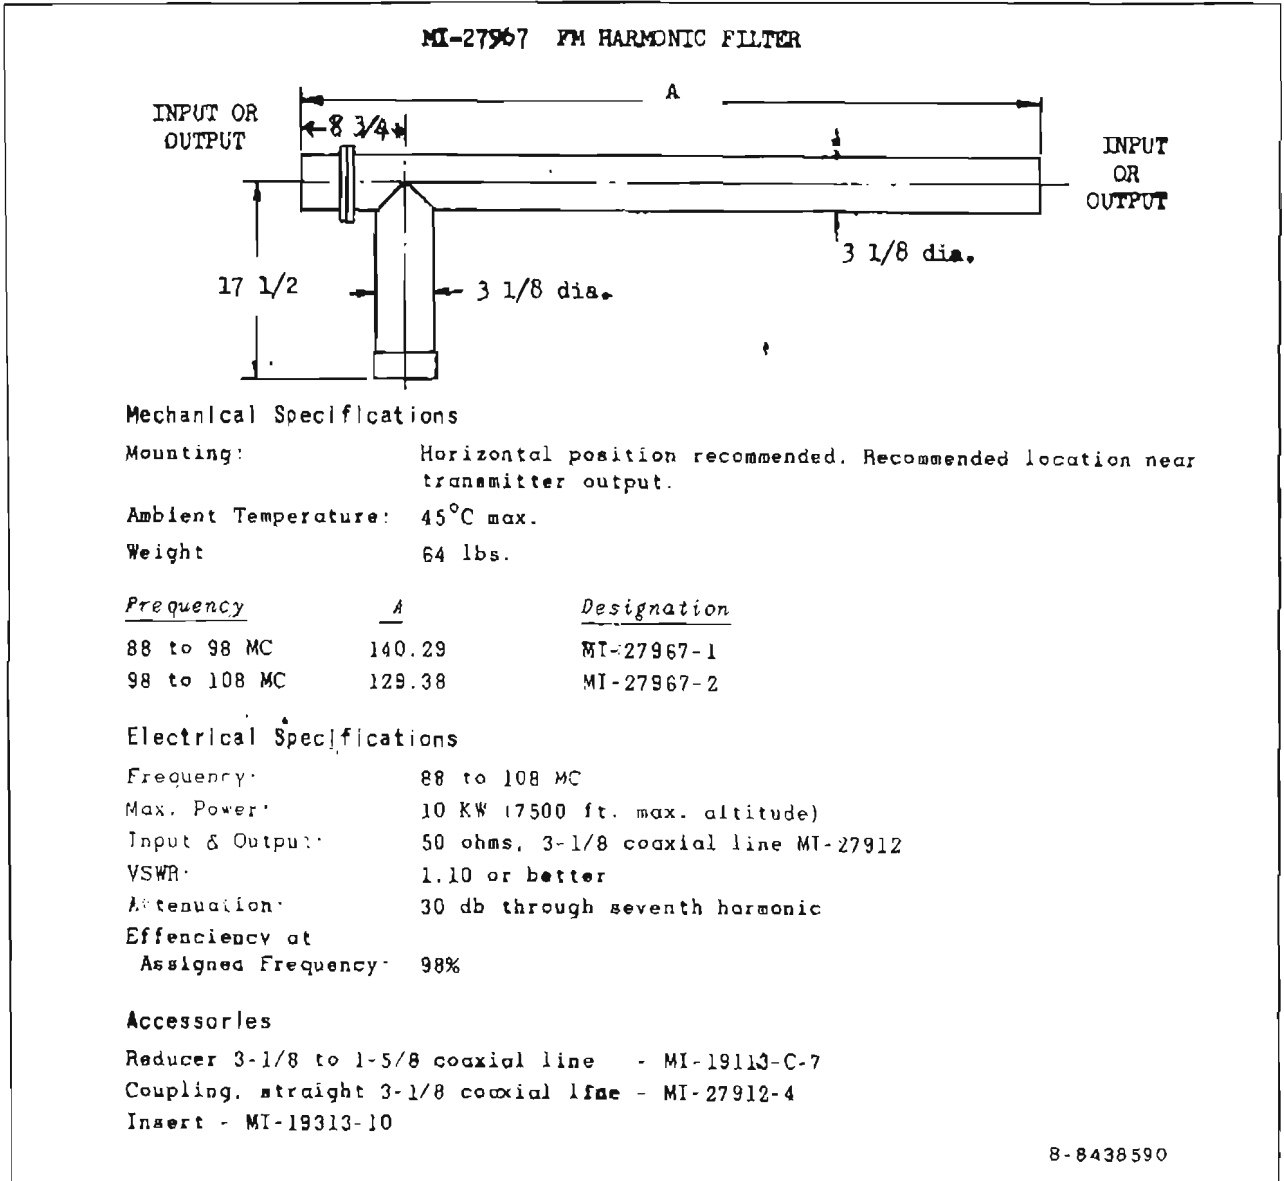 MI-27967 FM HARMONIC FILTER
A
INPUT OR
OUTPUT
8 3/4
INPUT
OR
OUTPUT
3 1/8 dia.
17 1/2
3 1/8 dia.
Mechanical Specifications
Mounting: Horizontal position recommended. Recommended location near
transmitter output.
Ambient Temperature: 45°C max.
Weight 64 lbs.
Frequency A Designation
88 to 98 MC 140.29 MI-27967-1
98 to 108 MC 129.38 MI-27967-2
Electrical Specifications
Frequency: 88 to 108 MC
Max. Power: 10 KW (7500 ft. max. altitude)
Input & Output: 50 ohms, 3-1/8 coaxial line MI-27912
VSWR: 1.10 or better
Attenuation: 30 db through seventh harmonic
Effenciency at
Assigned Frequency: 98%
Accessories
Reducer 3-1/8 to 1-5/8 coaxial line - MI-19113-C-7
Coupling, straight 3-1/8 coaxial line - MI-27912-4
Insert - MI-19313-10
8-8438590